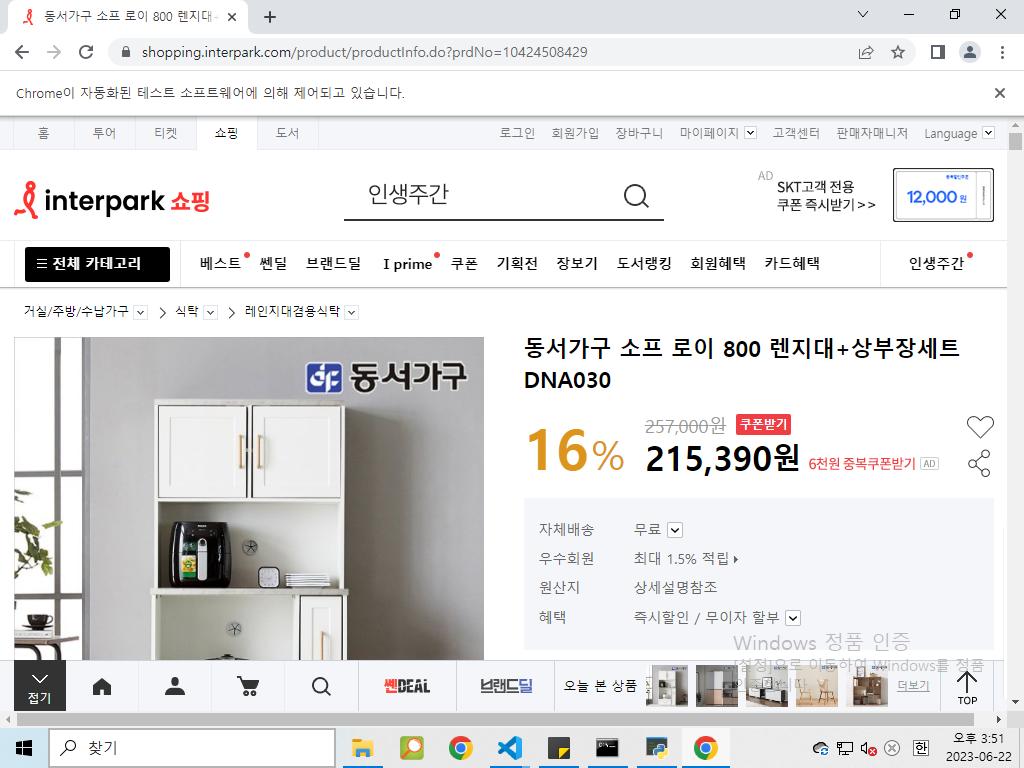 동서가구 소프 로이 800 렌지대-
shopping.interpark.com/product/productInfo.do?prdNo=10424508429
Chrome이 자동화된 테스트 소프트웨어에 의해 제어되고 있습니다.
홈 투어 티켓 쇼핑 도서 로그인 회원가입 장바구니 마이페이지 고객센터 판매자매니저 Language
interpark 쇼핑 인생주간 AD SKT고객 전용 쿠폰 즉시받기 >> 12,000원
전체 카테고리 베스트 쎈딜 브랜드딜 I prime 쿠폰 기획전 장보기 도서랭킹 회원혜택 카드혜택 인생주간
거실/주방/수납가구 식탁 레인지대겸용식탁
동서가구
동서가구 소프 로이 800 렌지대+상부장세트
DNA030
257,000원 쿠폰받기
16% 215,390원 6천원 중복쿠폰받기 AD
자체배송 무료
우수회원 최대 1.5% 적립
원산지 상세설명참조
혜택 즉시할인 / 무이자 할부
Windows 정품 인증
[설정]으로 이동하여 Windows를 정품
접기 쎈DEAL 브랜드딜 오늘 본 상품 더보기 TOP
찾기 한 오후 3:51
2023-06-22